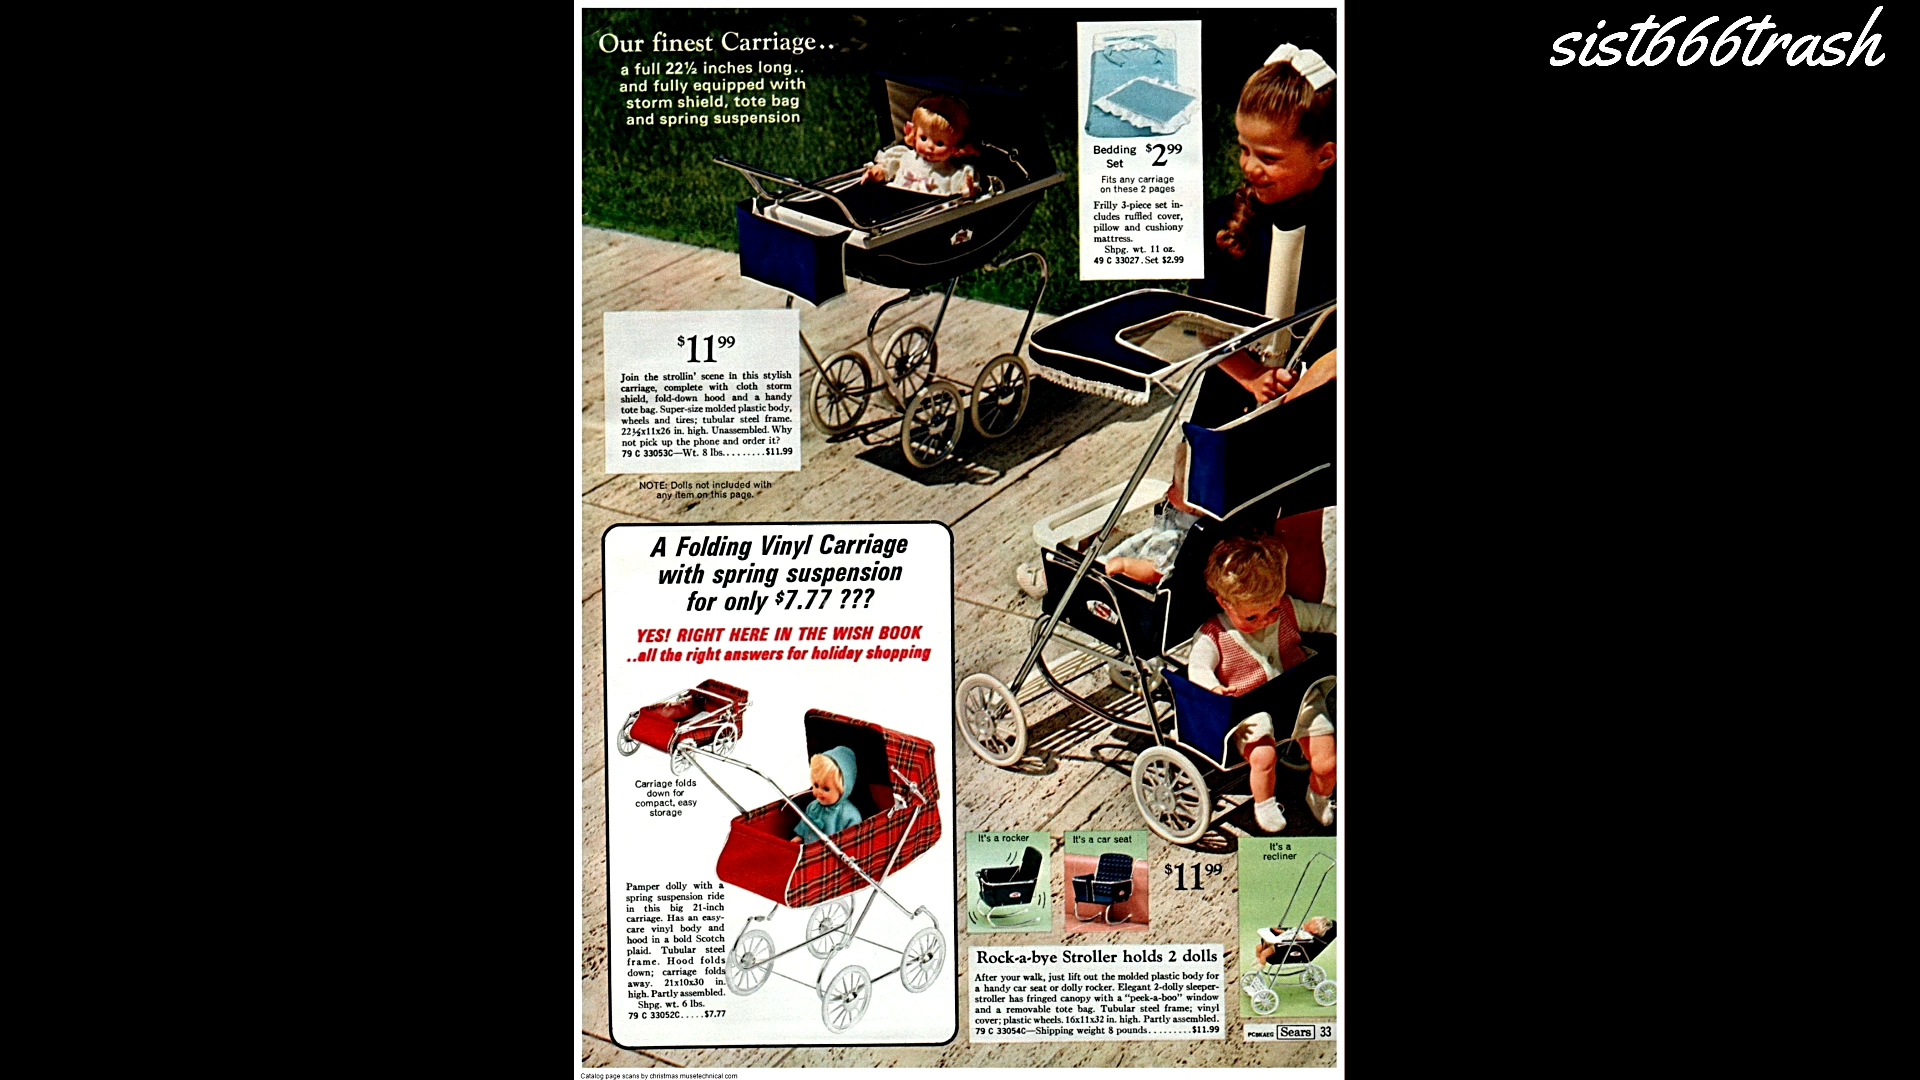 sist666trash
Our finest Carriage..
a full 22½ inches long..
and fully equipped with
storm shield, tote bag
and spring suspension
Bedding
Set
$2.99
Fits any carriage
on these 2 pages
Frilly 3-piece set in-
cludes ruffled cover,
pillow and cushiony
mattress.
Shpg. wt. 11 oz.
49 C 33027. Set $2.99
$11.99
Join the strollin' scene in this stylish
carriage, complete with cloth storm
shield, fold-down hood and a handy
tote bag. Super-size molded plastic body,
wheels and tires; tubular steel frame.
22½x11x26 in. high. Unassembled. Why
not pick up the phone and order it?
79 C 33053C—Wt. 8 lbs.........$11.99
NOTE: Dolls not included with
any item on this page.
A Folding Vinyl Carriage
with spring suspension
for only $7.77 ???
YES! RIGHT HERE IN THE WISH BOOK
..all the right answers for holiday shopping
Carriage folds
down for
compact, easy
storage
Pamper dolly with a
spring suspension ride
in this big 21-inch
carriage. Has an easy-
care vinyl body and
hood in a bold Scotch
plaid. Tubular steel
frame. Hood folds
down; carriage folds
away. 21x10x30 in.
high. Partly assembled.
Shpg. wt. 6 lbs.
79 C 33052C.....$7.77
It's a rocker
It's a car seat
$11.99
It's a
recliner
Rock-a-bye Stroller holds 2 dolls
After your walk, just lift out the molded plastic body for
a handy car seat or dolly rocker. Elegant 2-dolly sleeper-
stroller has fringed canopy with a "peek-a-boo" window
and a removable tote bag. Tubular steel frame; vinyl
cover; plastic wheels. 16x11x32 in. high. Partly assembled.
79 C 33054C—Shipping weight 8 pounds.........$11.99
Sears 33
Catalog page scans by christmas.musetechnical.com